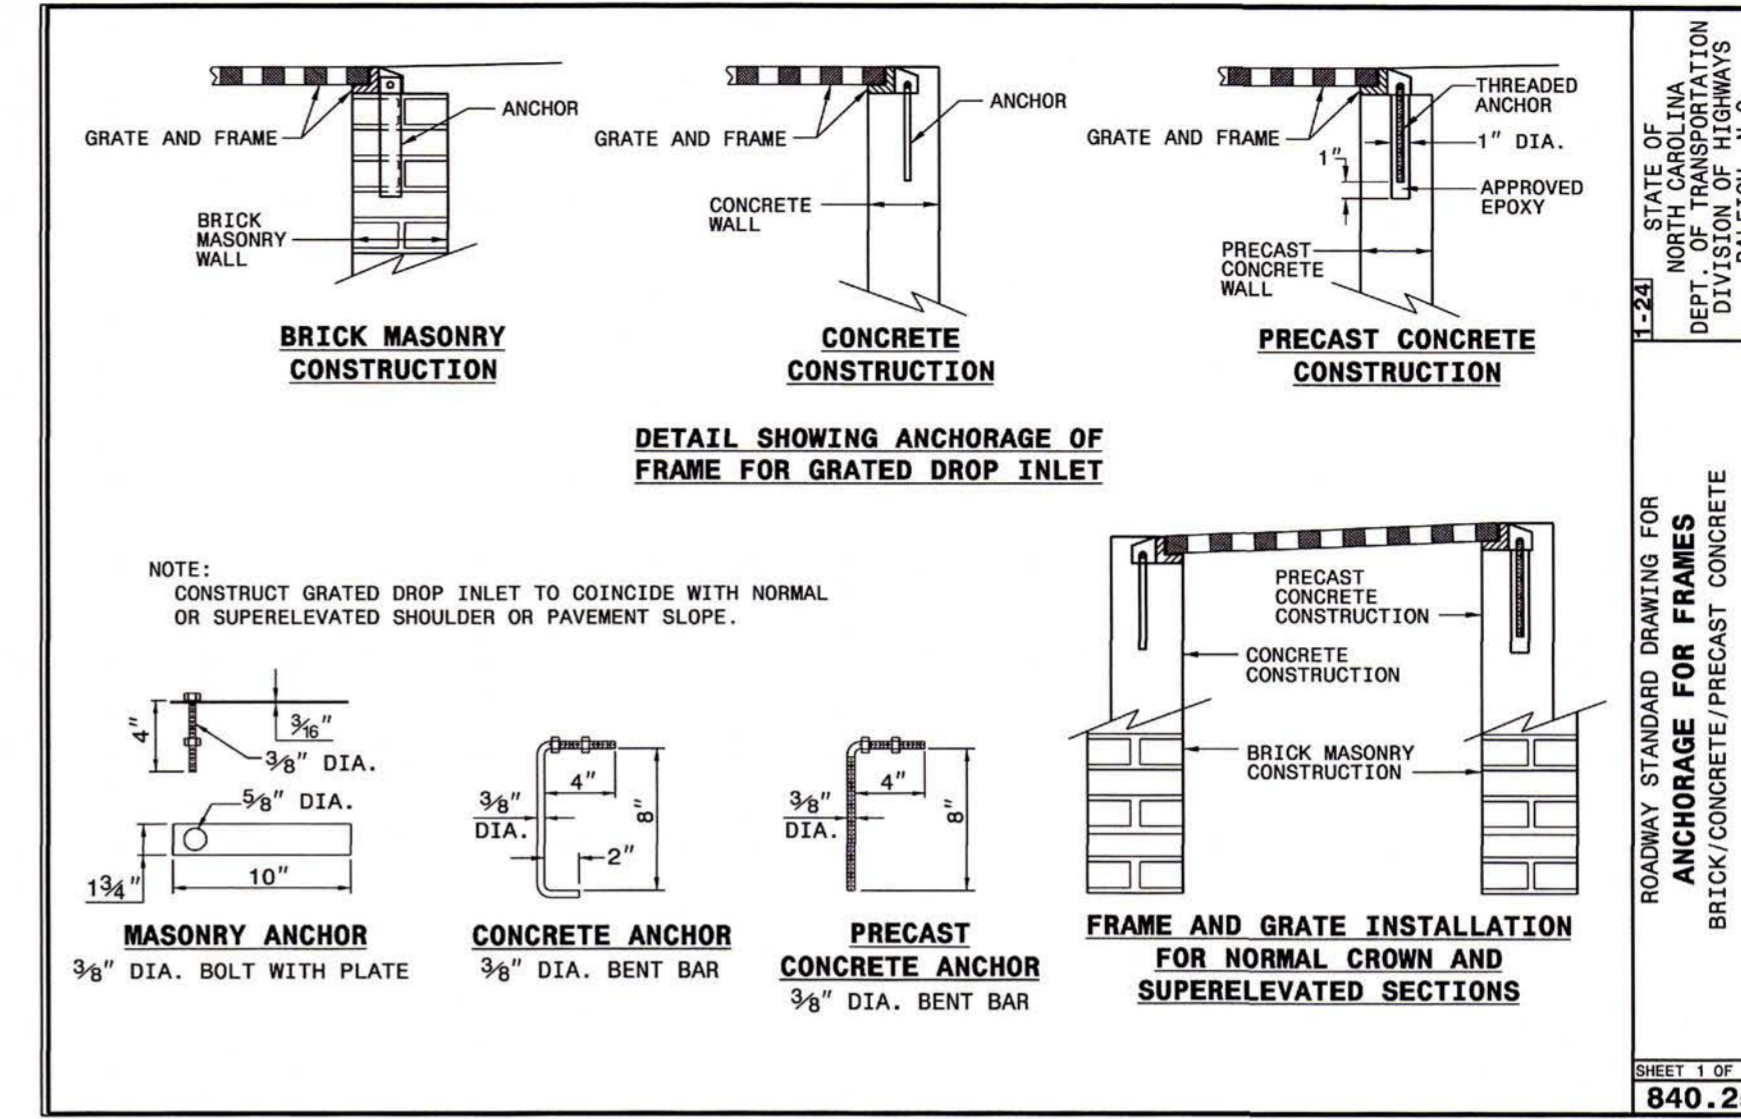 GRATE AND FRAME
ANCHOR
BRICK
MASONRY
WALL
BRICK MASONRY
CONSTRUCTION
GRATE AND FRAME
ANCHOR
CONCRETE
WALL
CONCRETE
CONSTRUCTION
GRATE AND FRAME
THREADED
ANCHOR
1" DIA.
1"
APPROVED
EPOXY
PRECAST
CONCRETE
WALL
PRECAST CONCRETE
CONSTRUCTION
DETAIL SHOWING ANCHORAGE OF
FRAME FOR GRATED DROP INLET
NOTE:
CONSTRUCT GRATED DROP INLET TO COINCIDE WITH NORMAL
OR SUPERELEVATED SHOULDER OR PAVEMENT SLOPE.
4"
3/16"
3/8" DIA.
5/8" DIA.
1 3/4"
10"
MASONRY ANCHOR
3/8" DIA. BOLT WITH PLATE
4"
3/8"
DIA.
8"
2"
CONCRETE ANCHOR
3/8" DIA. BENT BAR
4"
3/8"
DIA.
8"
PRECAST
CONCRETE ANCHOR
3/8" DIA. BENT BAR
PRECAST
CONCRETE
CONSTRUCTION
CONCRETE
CONSTRUCTION
BRICK MASONRY
CONSTRUCTION
FRAME AND GRATE INSTALLATION
FOR NORMAL CROWN AND
SUPERELEVATED SECTIONS
1-24
STATE OF
NORTH CAROLINA
DEPT. OF TRANSPORTATION
DIVISION OF HIGHWAYS
ROADWAY STANDARD DRAWING FOR
ANCHORAGE FOR FRAMES
BRICK/CONCRETE/PRECAST CONCRETE
SHEET 1 OF
840.2